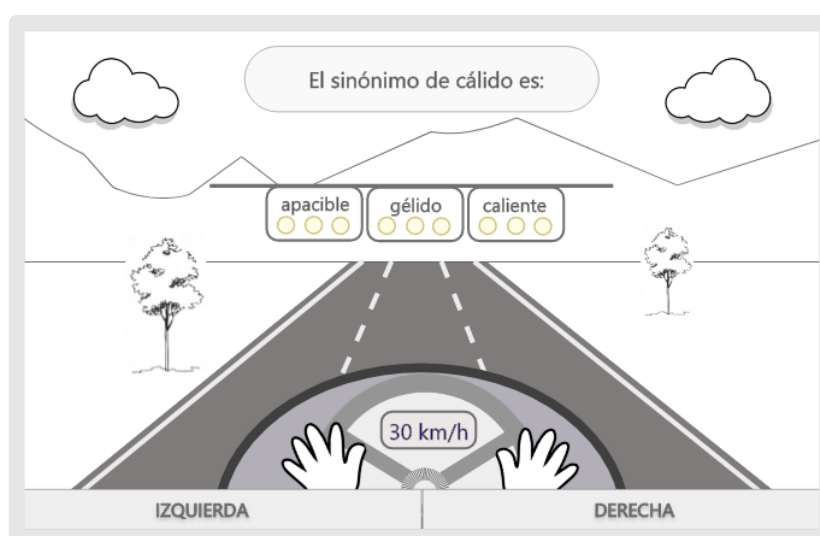 El sinónimo de cálido es:
apacible gélido caliente
30 km/h
IZQUIERDA DERECHA